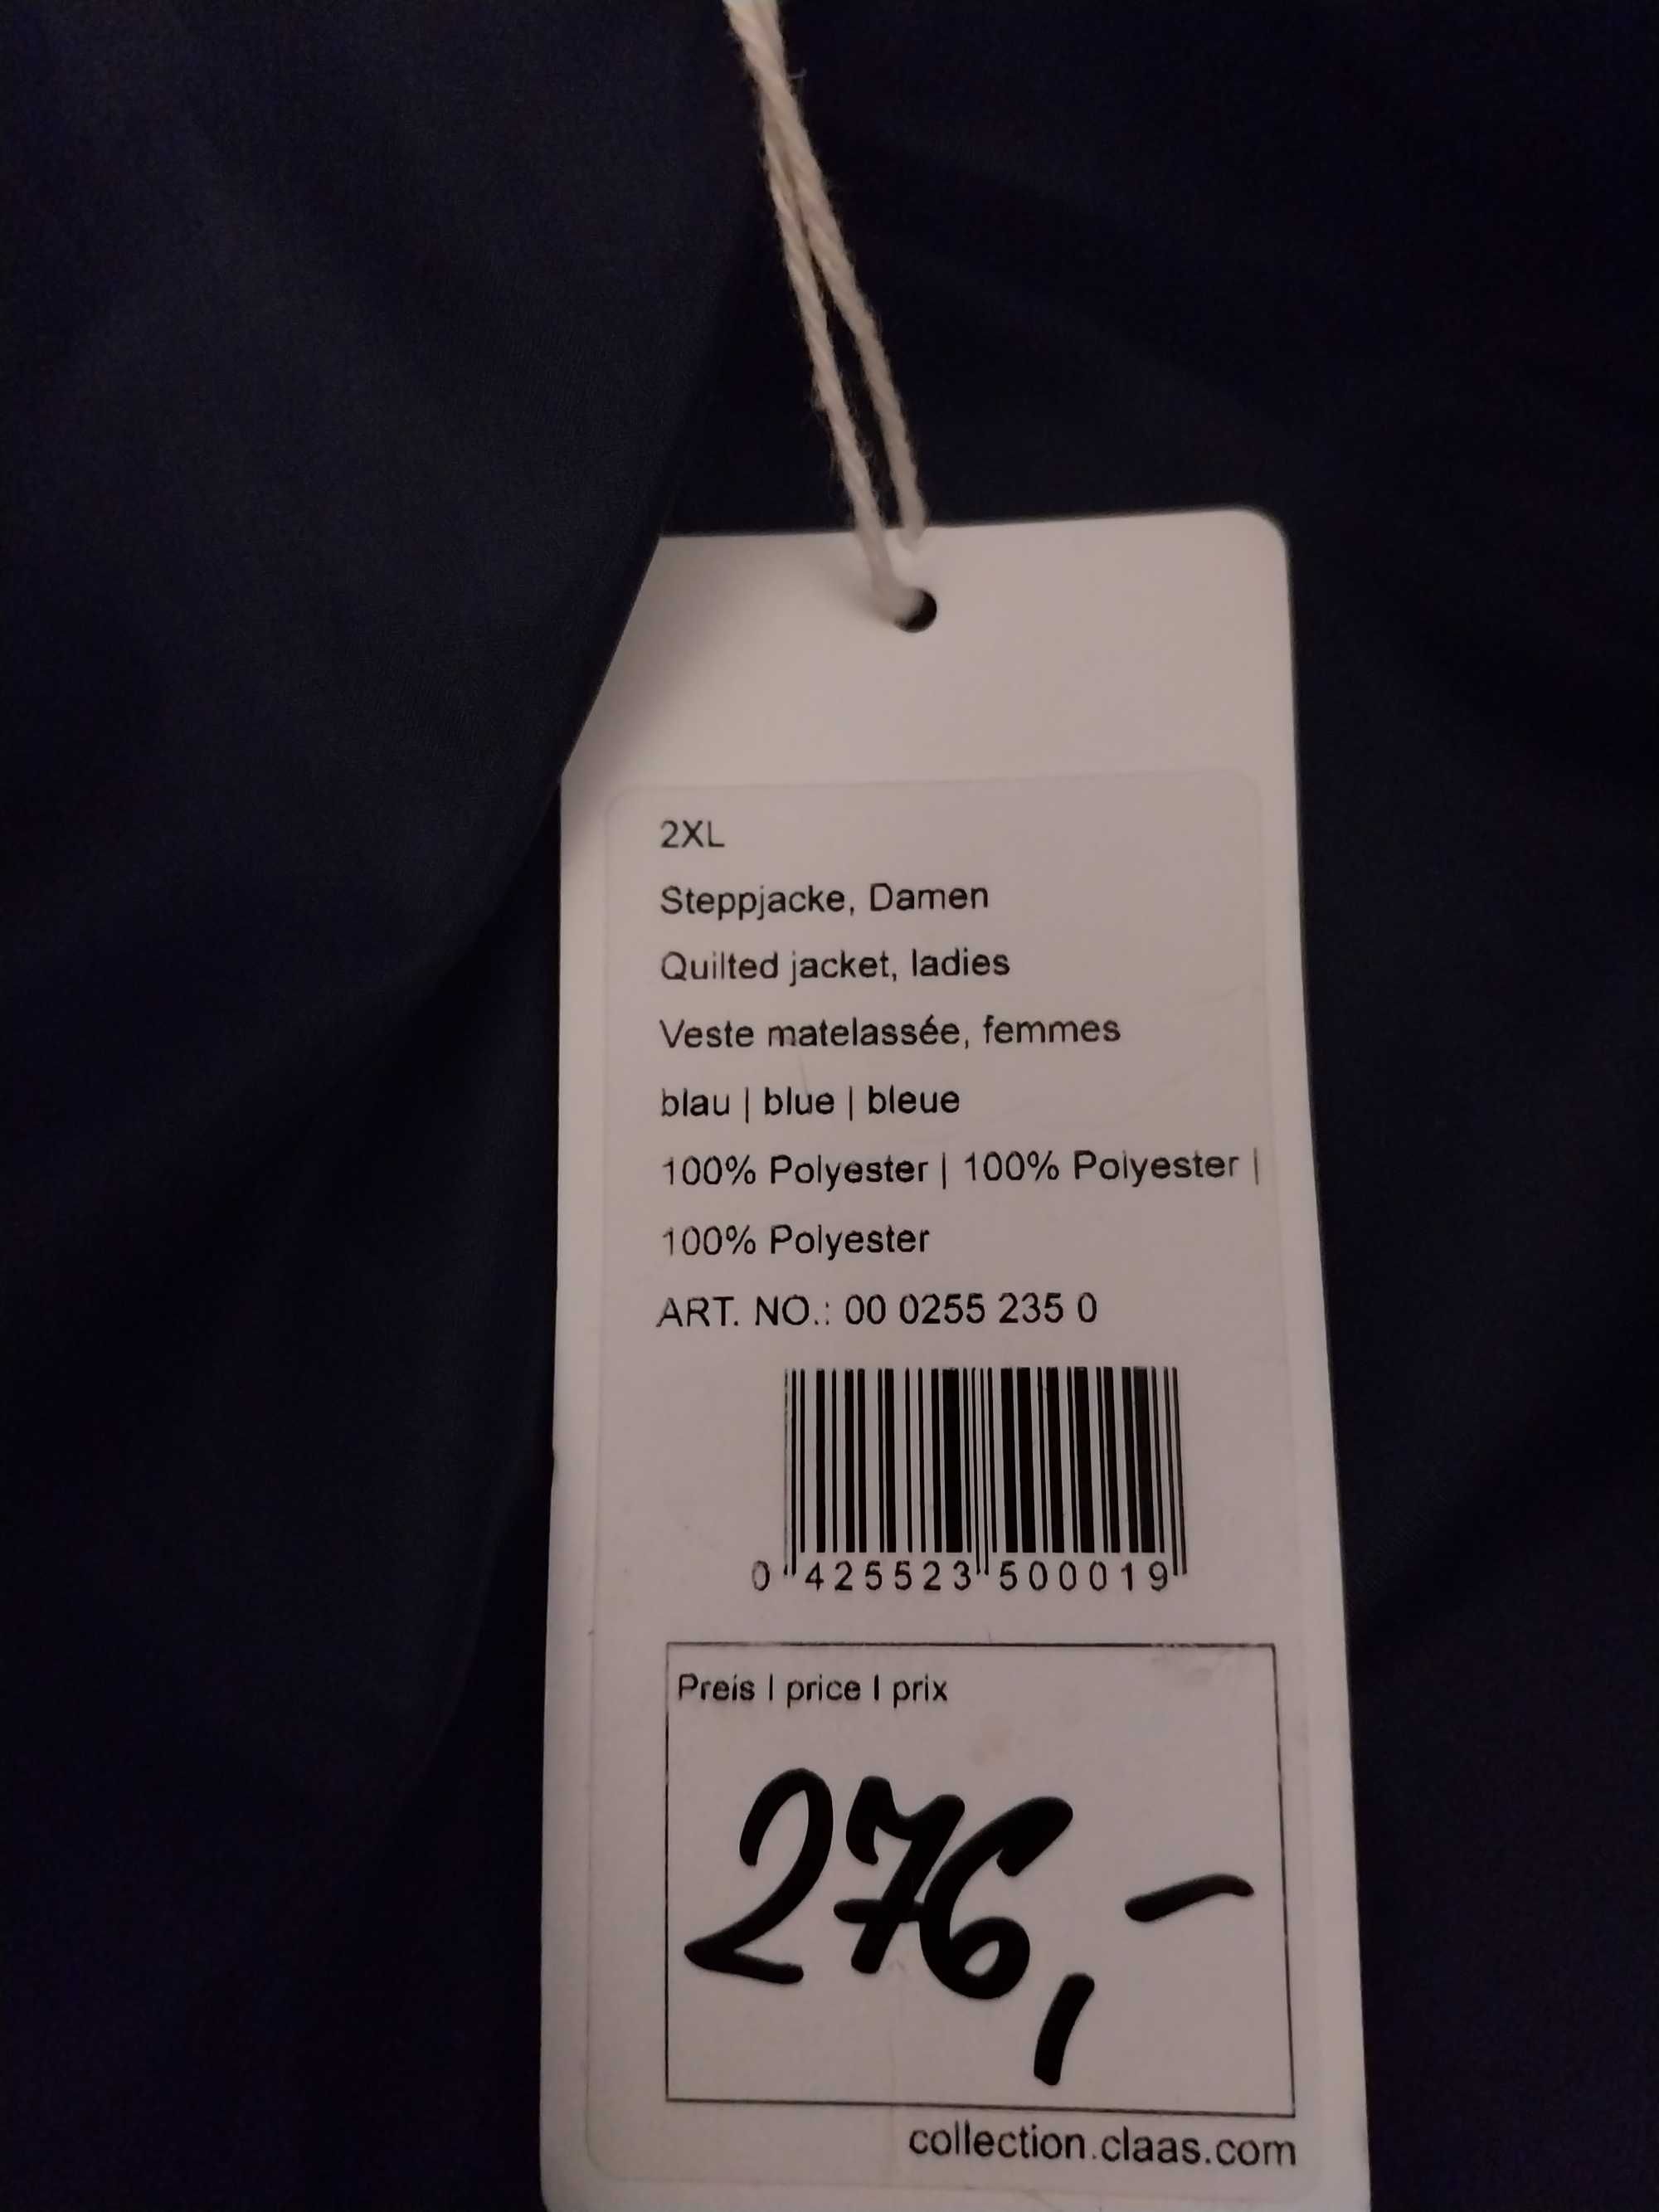 2XL
Steppjacke, Damen
Quilted jacket, ladies
Veste matelassée, femmes
blau | blue | bleue
100% Polyester | 100% Polyester |
100% Polyester
ART. NO.: 00 0255 235 0
0 425523 500019
Preis I price I prix
276,-
collection.claas.com